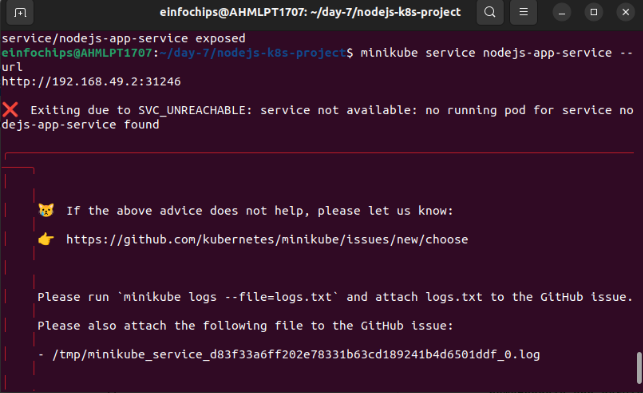 einfochips@AHMLPT1707: ~/day-7/nodejs-k8s-project
service/nodejs-app-service exposed
einfochips@AHMLPT1707:~/day-7/nodejs-k8s-project$ minikube service nodejs-app-service --
url
http://192.168.49.2:31246
❌ Exiting due to SVC_UNREACHABLE: service not available: no running pod for service no
dejs-app-service found
😿 If the above advice does not help, please let us know:
👉 https://github.com/kubernetes/minikube/issues/new/choose
Please run `minikube logs --file=logs.txt` and attach logs.txt to the GitHub issue.
Please also attach the following file to the GitHub issue:
- /tmp/minikube_service_d83f33a6ff202e78331b63cd189241b4d6501ddf_0.log